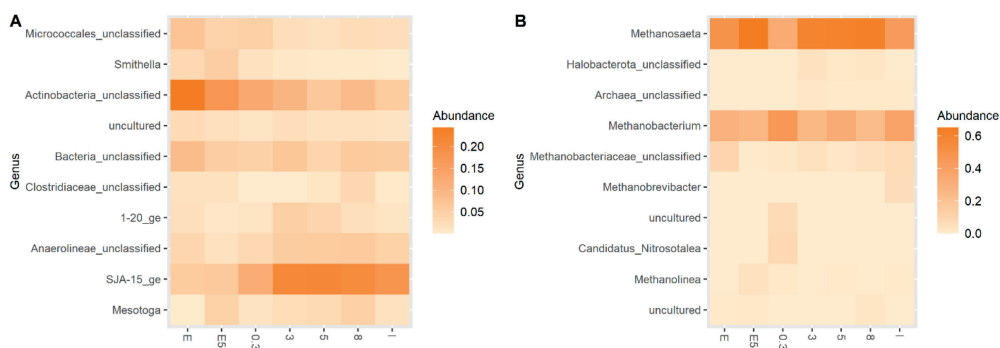 A
Genus
Micrococcales_unclassified
Smithella
Actinobacteria_unclassified
uncultured
Bacteria_unclassified
Clostridiaceae_unclassified
1-20_ge
Anaerolineae_unclassified
SJA-15_ge
Mesotoga
E
E5
0.3
3
5
8
I
Abundance
0.20
0.15
0.10
0.05
B
Genus
Methanosaeta
Halobacterota_unclassified
Archaea_unclassified
Methanobacterium
Methanobacteriaceae_unclassified
Methanobrevibacter
uncultured
Candidatus_Nitrosotalea
Methanolinea
uncultured
E
E5
0.3
3
5
8
I
Abundance
0.6
0.4
0.2
0.0